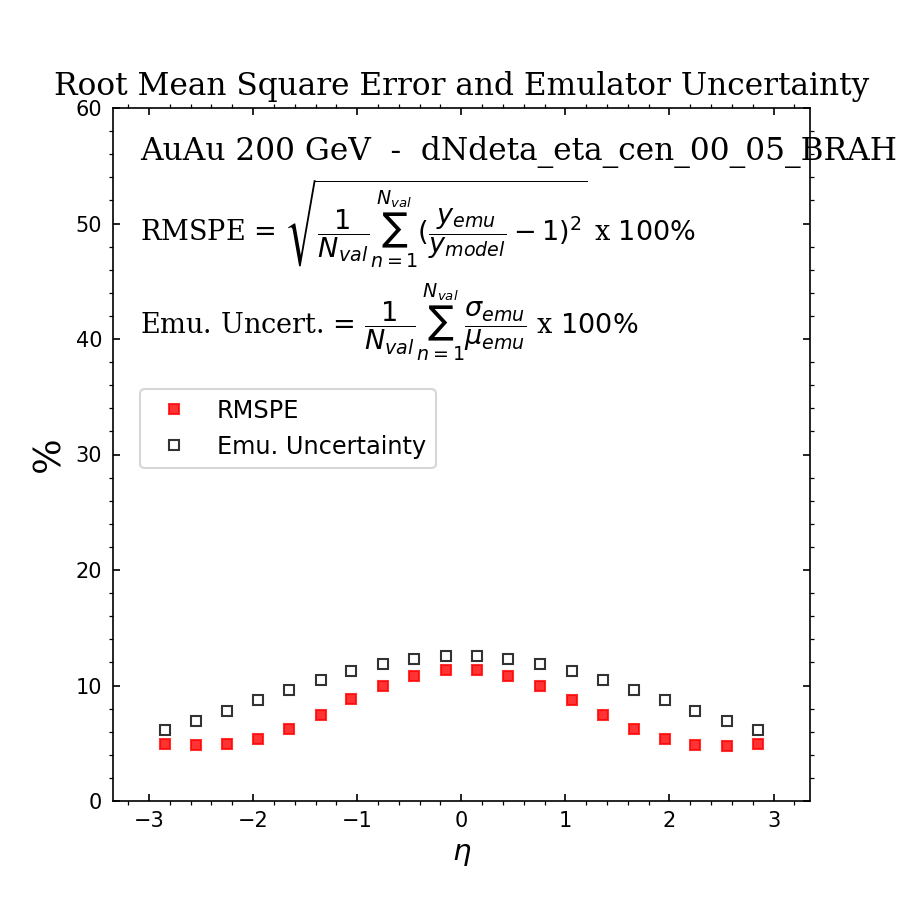 Root Mean Square Error and Emulator Uncertainty
AuAu 200 GeV - dNdeta_eta_cen_00_05_BRAH
RMSPE = √(1/N_val ∑_{n=1}^{N_val} (y_emu/y_model − 1)²) x 100%
Emu. Uncert. = 1/N_val ∑_{n=1}^{N_val} σ_emu/μ_emu x 100%
RMSPE
Emu. Uncertainty
%
60
50
40
30
20
10
0
−3 −2 −1 0 1 2 3
η